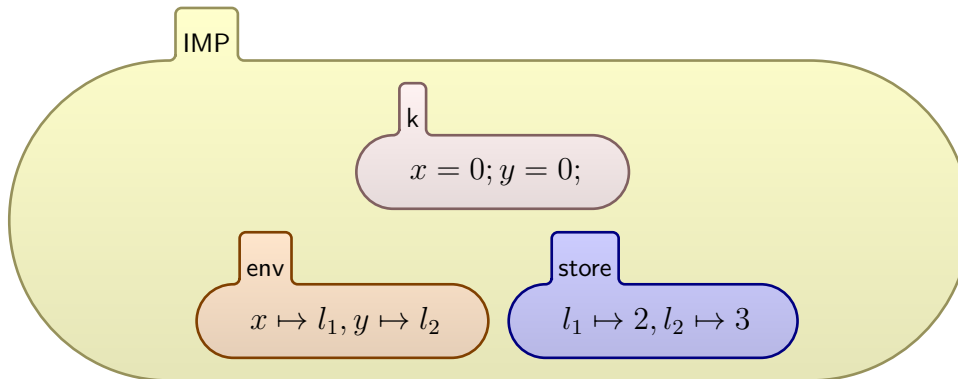 IMP
k
x = 0; y = 0;
env
store
x ↦ l₁, y ↦ l₂
l₁ ↦ 2, l₂ ↦ 3